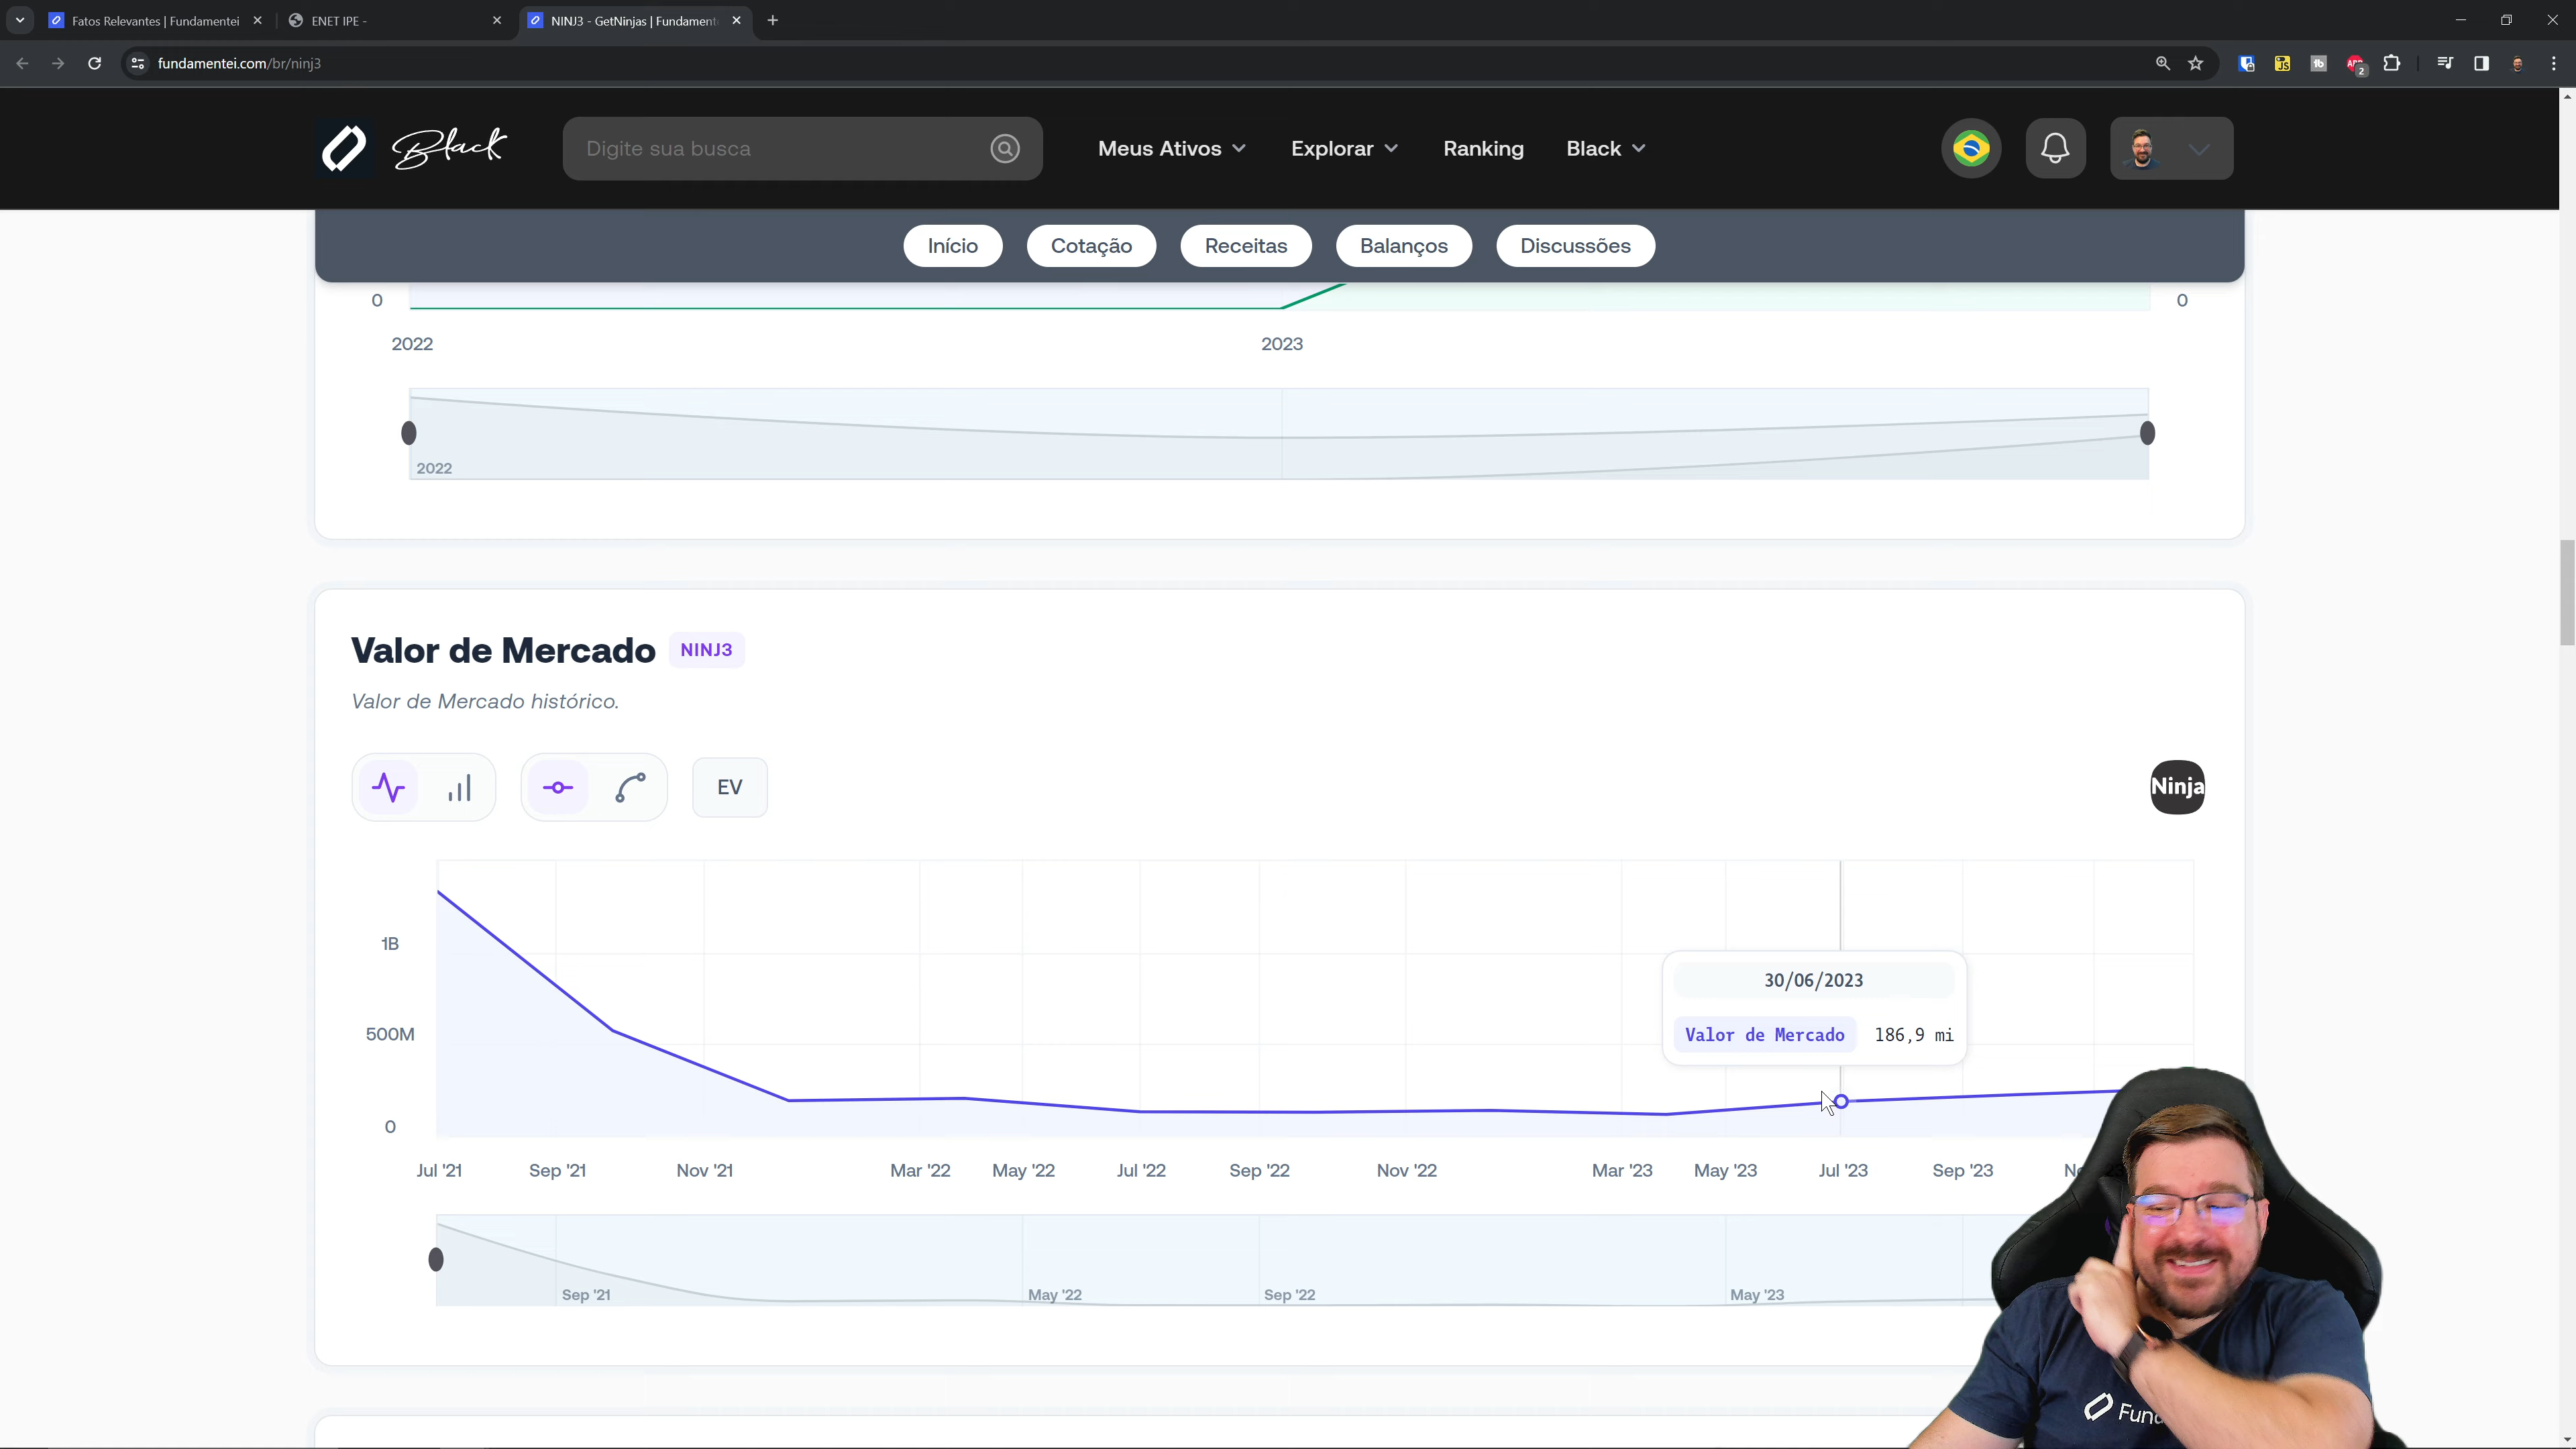 Fatos Relevantes | Fundamentei
ENET IPE -
NINJ3 - GetNinjas | Fundament
fundamentei.com/br/ninj3
2
Black
Digite sua busca
Meus Ativos
Explorar
Ranking
Black
Início
Cotação
Receitas
Balanços
Discussões
0
0
2022
2023
2022
Valor de Mercado
NINJ3
Valor de Mercado histórico.
EV
Ninja
1B
500M
0
30/06/2023
Valor de Mercado 186,9 mi
Jul '21
Sep '21
Nov '21
Mar '22
May '22
Jul '22
Sep '22
Nov '22
Mar '23
May '23
Jul '23
Sep '23
Sep '21
May '22
Sep '22
May '23